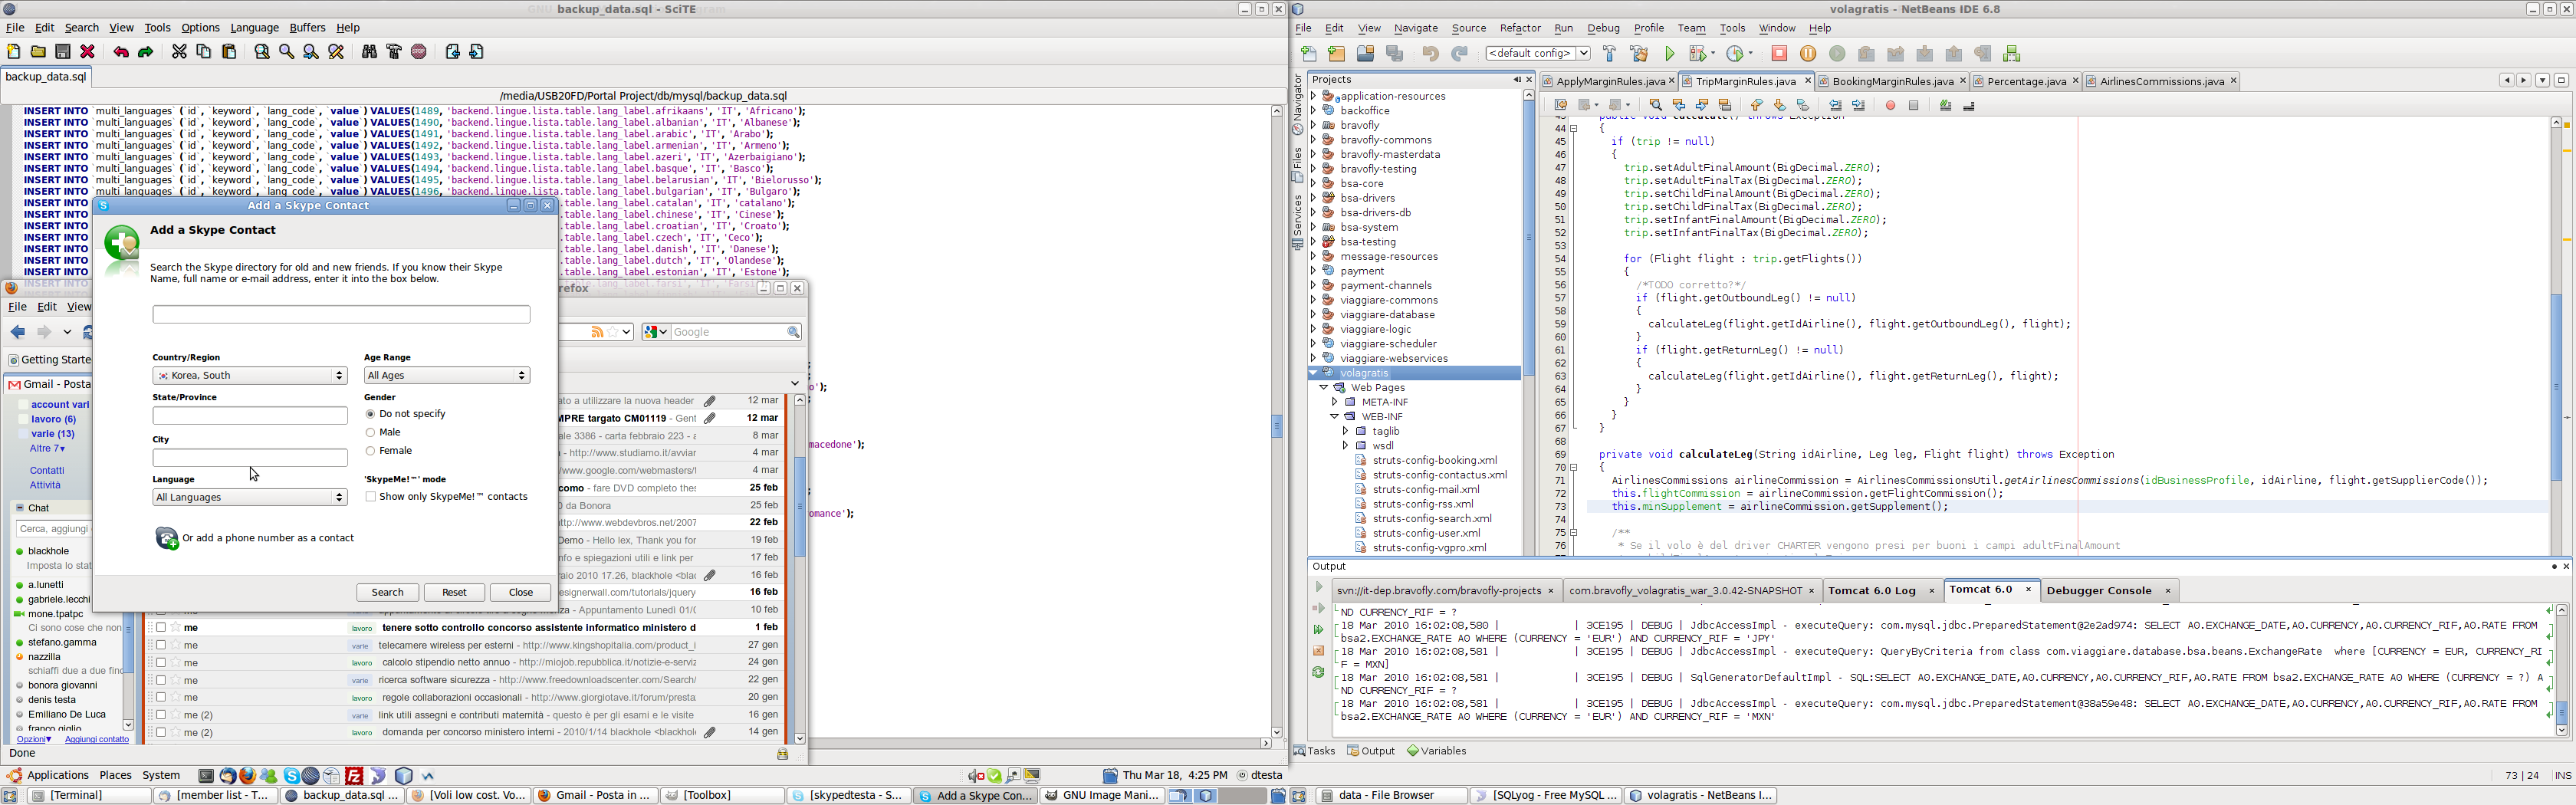 backup_data.sql - SciTE
File Edit Search View Tools Options Language Buffers Help
backup_data.sql
/media/USB20FD/Portal Project/db/mysql/backup_data.sql
INSERT INTO `multi_languages` (`id`, `keyword`, `lang_code`, `value`) VALUES(1489, 'backend.lingue.lista.table.lang_label.afrikaans', 'IT', 'Africano');
INSERT INTO `multi_languages` (`id`, `keyword`, `lang_code`, `value`) VALUES(1490, 'backend.lingue.lista.table.lang_label.albanian', 'IT', 'Albanese');
INSERT INTO `multi_languages` (`id`, `keyword`, `lang_code`, `value`) VALUES(1491, 'backend.lingue.lista.table.lang_label.arabic', 'IT', 'Arabo');
INSERT INTO `multi_languages` (`id`, `keyword`, `lang_code`, `value`) VALUES(1492, 'backend.lingue.lista.table.lang_label.armenian', 'IT', 'Armeno');
INSERT INTO `multi_languages` (`id`, `keyword`, `lang_code`, `value`) VALUES(1493, 'backend.lingue.lista.table.lang_label.azeri', 'IT', 'Azerbaigiano');
INSERT INTO `multi_languages` (`id`, `keyword`, `lang_code`, `value`) VALUES(1494, 'backend.lingue.lista.table.lang_label.basque', 'IT', 'Basco');
INSERT INTO `multi_languages` (`id`, `keyword`, `lang_code`, `value`) VALUES(1495, 'backend.lingue.lista.table.lang_label.belarusian', 'IT', 'Bielorusso');
INSERT INTO `multi_languages` (`id`, `keyword`, `lang_code`, `value`) VALUES(1496, 'backend.lingue.lista.table.lang_label.bulgarian', 'IT', 'Bulgaro');
INSERT INTO .table.lang_label.catalan', 'IT', 'catalano');
INSERT INTO .table.lang_label.chinese', 'IT', 'Cinese');
INSERT INTO .table.lang_label.croatian', 'IT', 'Croato');
INSERT INTO .table.lang_label.czech', 'IT', 'Ceco');
INSERT INTO .table.lang_label.danish', 'IT', 'Danese');
INSERT INTO .table.lang_label.dutch', 'IT', 'Olandese');
INSERT INTO .table.lang_label.estonian', 'IT', 'Estone');
macedone');
omance');
Add a Skype Contact
Add a Skype Contact
Search the Skype directory for old and new friends. If you know their Skype
Name, full name or e-mail address, enter it into the box below.
Country/Region
Age Range
Korea, South
All Ages
State/Province
Gender
Do not specify
Male
City
Female
Language
'SkypeMe!™' mode
All Languages
Show only SkypeMe!™ contacts
Or add a phone number as a contact
Search Reset Close
refox
File Edit View
Google
Getting Starte
Gmail - Posta
account vari
lavoro (6)
varie (13)
Altre 7▾
Contatti
Attività
Chat
Cerca, aggiungi
blackhole
Imposta lo stat
a.lunetti
gabriele.lecchi
mone.tpatpc
Ci sono cose che non
stefano.gamma
nazzilla
schiaffi due a due finc
bonora giovanni
denis testa
Emiliano De Luca
franco giglio
Opzioni▾ Aggiungi contatto
Done
ato a utilizzare la nuova header 12 mar
MPRE targato CM01119 - Gent 12 mar
ale 3386 - carta febbraio 223 - a 8 mar
- http://www.studiamo.it/avviar 4 mar
www.google.com/webmasters/t 4 mar
como - fare DVD completo thes 25 feb
0 da Bonora 25 feb
ttp://www.webdevbros.net/2007 22 feb
Demo - Hello lex, Thank you for 19 feb
nfo e spiegazioni utili e link per 17 feb
raio 2010 17.26, blackhole <blac 16 feb
signerwall.com/tutorials/jquery 16 feb
- Appuntamento Lunedì 01/0 10 feb
me lavoro tenere sotto controllo concorso assistente informatico ministero d 1 feb
me varie telecamere wireless per esterni - http://www.kingshopitalia.com/product_i 27 gen
me lavoro calcolo stipendio netto annuo - http://miojob.repubblica.it/notizie-e-serviz 24 gen
me varie ricerca software sicurezza - http://www.freedownloadscenter.com/Search/ 22 gen
me lavoro regole collaborazioni occasionali - http://www.giorgiotave.it/forum/presta 20 gen
me (2) varie link utili assegni e contributi maternità - questo è per gli esami e le visite 16 gen
me (2) lavoro domanda per concorso ministero interni - 2010/1/14 blackhole <blackhole 14 gen
Applications Places System
Thu Mar 18, 4:25 PM dtesta
[Terminal] [member list - T... backup_data.sql ... [Voli low cost. Vo... Gmail - Posta in ... [Toolbox] [skypedtesta - S... Add a Skype Con... GNU Image Mani...
volagratis - NetBeans IDE 6.8
File Edit View Navigate Source Refactor Run Debug Profile Team Tools Window Help
<default config>
Navigator
Files
Services
Projects
application-resources
backoffice
bravofly
bravofly-commons
bravofly-masterdata
bravofly-testing
bsa-core
bsa-drivers
bsa-drivers-db
bsa-system
bsa-testing
message-resources
payment
payment-channels
viaggiare-commons
viaggiare-database
viaggiare-logic
viaggiare-scheduler
viaggiare-webservices
volagratis
Web Pages
META-INF
WEB-INF
taglib
wsdl
struts-config-booking.xml
struts-config-contactus.xml
struts-config-mail.xml
struts-config-rss.xml
struts-config-search.xml
struts-config-user.xml
struts-config-vgpro.xml
ApplyMarginRules.java TripMarginRules.java BookingMarginRules.java Percentage.java AirlinesCommissions.java
43 public void calculate() throws Exception
44 {
45 if (trip != null)
46 {
47 trip.setAdultFinalAmount(BigDecimal.ZERO);
48 trip.setAdultFinalTax(BigDecimal.ZERO);
49 trip.setChildFinalAmount(BigDecimal.ZERO);
50 trip.setChildFinalTax(BigDecimal.ZERO);
51 trip.setInfantFinalAmount(BigDecimal.ZERO);
52 trip.setInfantFinalTax(BigDecimal.ZERO);
53
54 for (Flight flight : trip.getFlights())
55 {
56 /*TODO corretto?*/
57 if (flight.getOutboundLeg() != null)
58 {
59 calculateLeg(flight.getIdAirline(), flight.getOutboundLeg(), flight);
60 }
61 if (flight.getReturnLeg() != null)
62 {
63 calculateLeg(flight.getIdAirline(), flight.getReturnLeg(), flight);
64 }
65 }
66 }
67 }
68
69 private void calculateLeg(String idAirline, Leg leg, Flight flight) throws Exception
70 {
71 AirlinesCommissions airlineCommission = AirlinesCommissionsUtil.getAirlinesCommissions(idBusinessProfile, idAirline, flight.getSupplierCode());
72 this.flightCommission = airlineCommission.getFlightCommission();
73 this.minSupplement = airlineCommission.getSupplement();
74
75 /**
76 * Se il volo è del driver CHARTER vengono presi per buoni i campi adultFinalAmount
Output
svn://it-dep.bravofly.com/bravofly-projects com.bravofly_volagratis_war_3.0.42-SNAPSHOT Tomcat 6.0 Log Tomcat 6.0 Debugger Console
ND CURRENCY_RIF = ?
18 Mar 2010 16:02:08,580 | | 3CE195 | DEBUG | JdbcAccessImpl - executeQuery: com.mysql.jdbc.PreparedStatement@2e2ad974: SELECT A0.EXCHANGE_DATE,A0.CURRENCY,A0.CURRENCY_RIF,A0.RATE FROM
bsa2.EXCHANGE_RATE A0 WHERE (CURRENCY = 'EUR') AND CURRENCY_RIF = 'JPY'
18 Mar 2010 16:02:08,581 | | 3CE195 | DEBUG | JdbcAccessImpl - executeQuery: QueryByCriteria from class com.viaggiare.database.bsa.beans.ExchangeRate where [CURRENCY = EUR, CURRENCY_RI
F = MXN]
18 Mar 2010 16:02:08,581 | | 3CE195 | DEBUG | SqlGeneratorDefaultImpl - SQL:SELECT A0.EXCHANGE_DATE,A0.CURRENCY,A0.CURRENCY_RIF,A0.RATE FROM bsa2.EXCHANGE_RATE A0 WHERE (CURRENCY = ?) A
ND CURRENCY_RIF = ?
18 Mar 2010 16:02:08,581 | | 3CE195 | DEBUG | JdbcAccessImpl - executeQuery: com.mysql.jdbc.PreparedStatement@38a59e48: SELECT A0.EXCHANGE_DATE,A0.CURRENCY,A0.CURRENCY_RIF,A0.RATE FROM
bsa2.EXCHANGE_RATE A0 WHERE (CURRENCY = 'EUR') AND CURRENCY_RIF = 'MXN'
Tasks Output Variables
73 | 24 INS
data - File Browser [SQLyog - Free MySQL ... volagratis - NetBeans I...